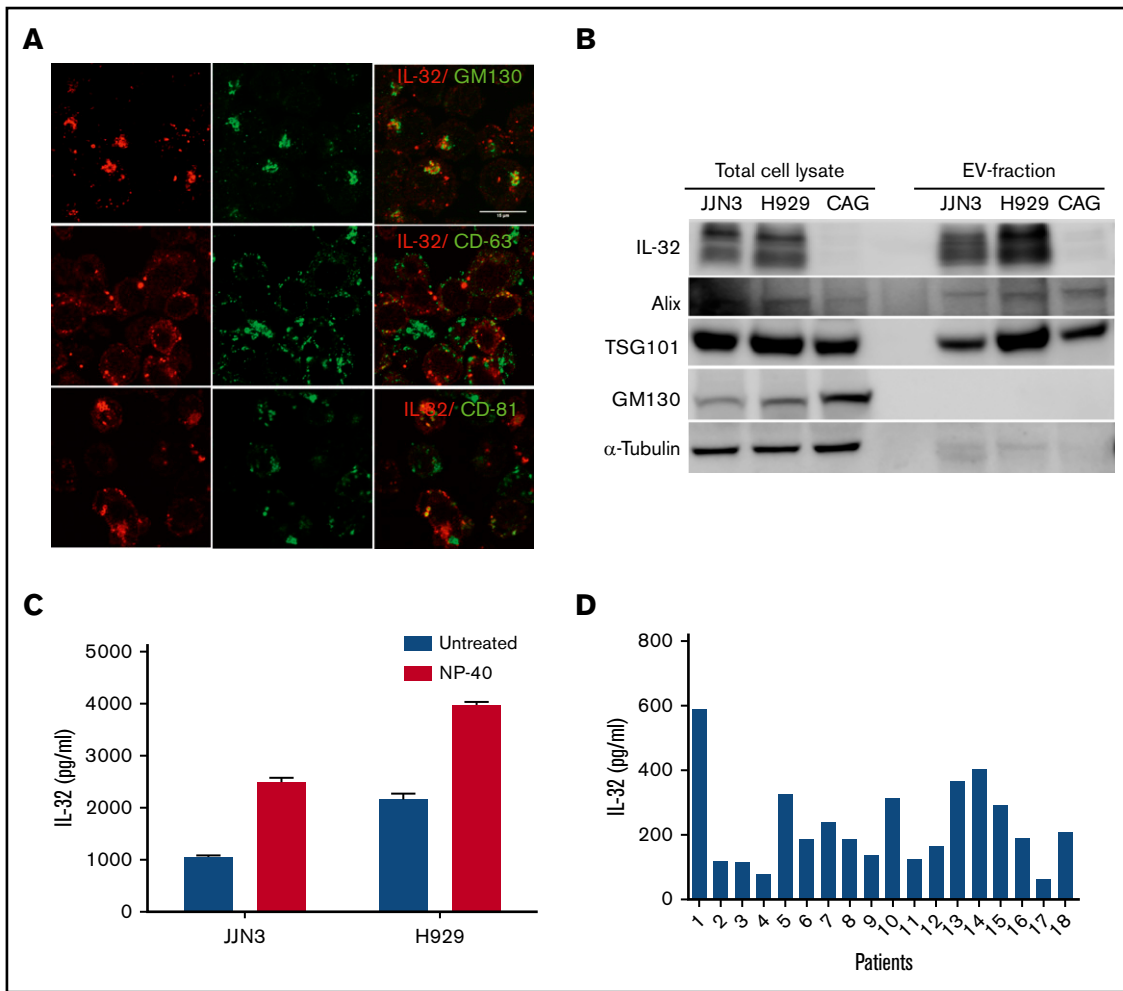 A
IL-32/ GM130
10 µm
IL-32/ CD-63
IL-32/ CD-81
B
Total cell lysate EV-fraction
JJN3 H929 CAG JJN3 H929 CAG
IL-32
Alix
TSG101
GM130
α-Tubulin
C
Untreated
NP-40
5000
4000
3000
2000
1000
0
IL-32 (pg/ml)
JJN3 H929
D
800
600
400
200
0
IL-32 (pg/ml)
1 2 3 4 5 6 7 8 9 10 11 12 13 14 15 16 17 18
Patients